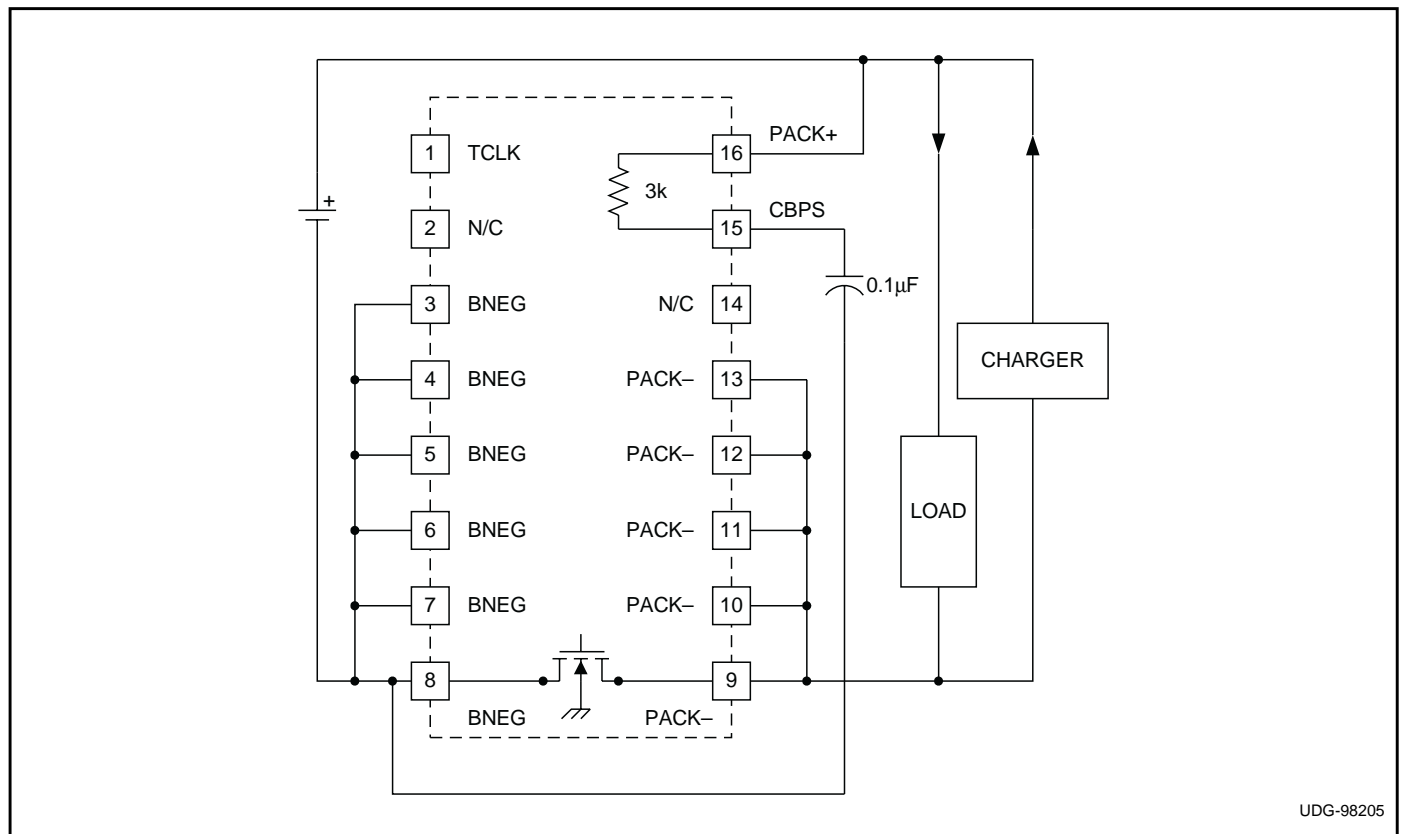 1 TCLK
2 N/C
3 BNEG
4 BNEG
5 BNEG
6 BNEG
7 BNEG
8
BNEG
+
16 PACK+
3k
15 CBPS
0.1µF
N/C 14
PACK– 13
PACK– 12
PACK– 11
PACK– 10
9
PACK–
LOAD
CHARGER
UDG-98205